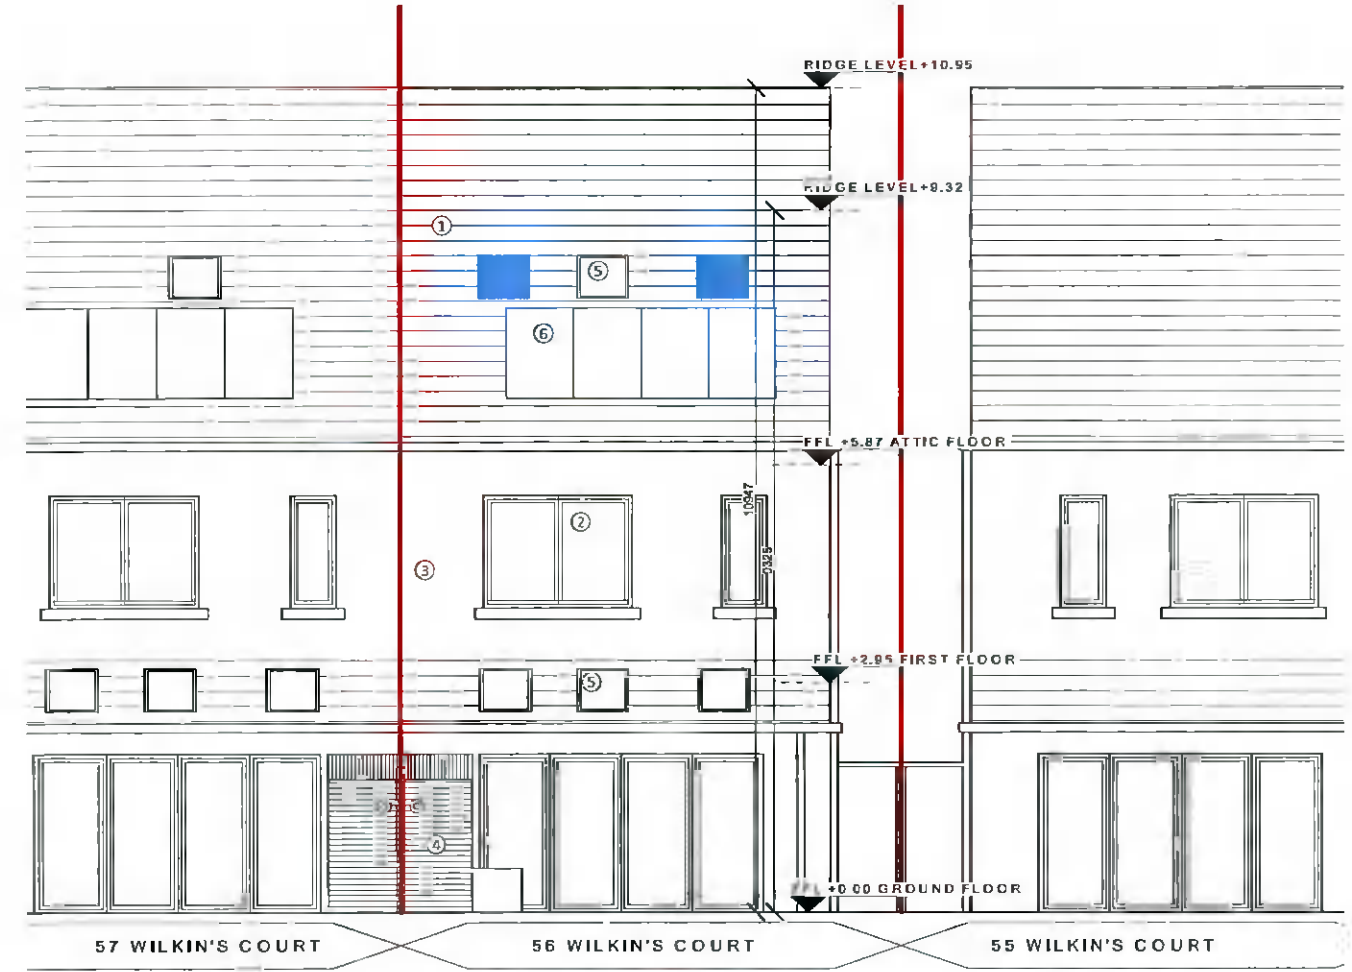 RIDGE LEVEL+10.95
RIDGE LEVEL+9.32
1
5
6
FFL +5.87 ATTIC FLOOR
10947
2
3
FFL +2.95 FIRST FLOOR
5
4
FFL +0.00 GROUND FLOOR
57 WILKIN'S COURT
56 WILKIN'S COURT
55 WILKIN'S COURT